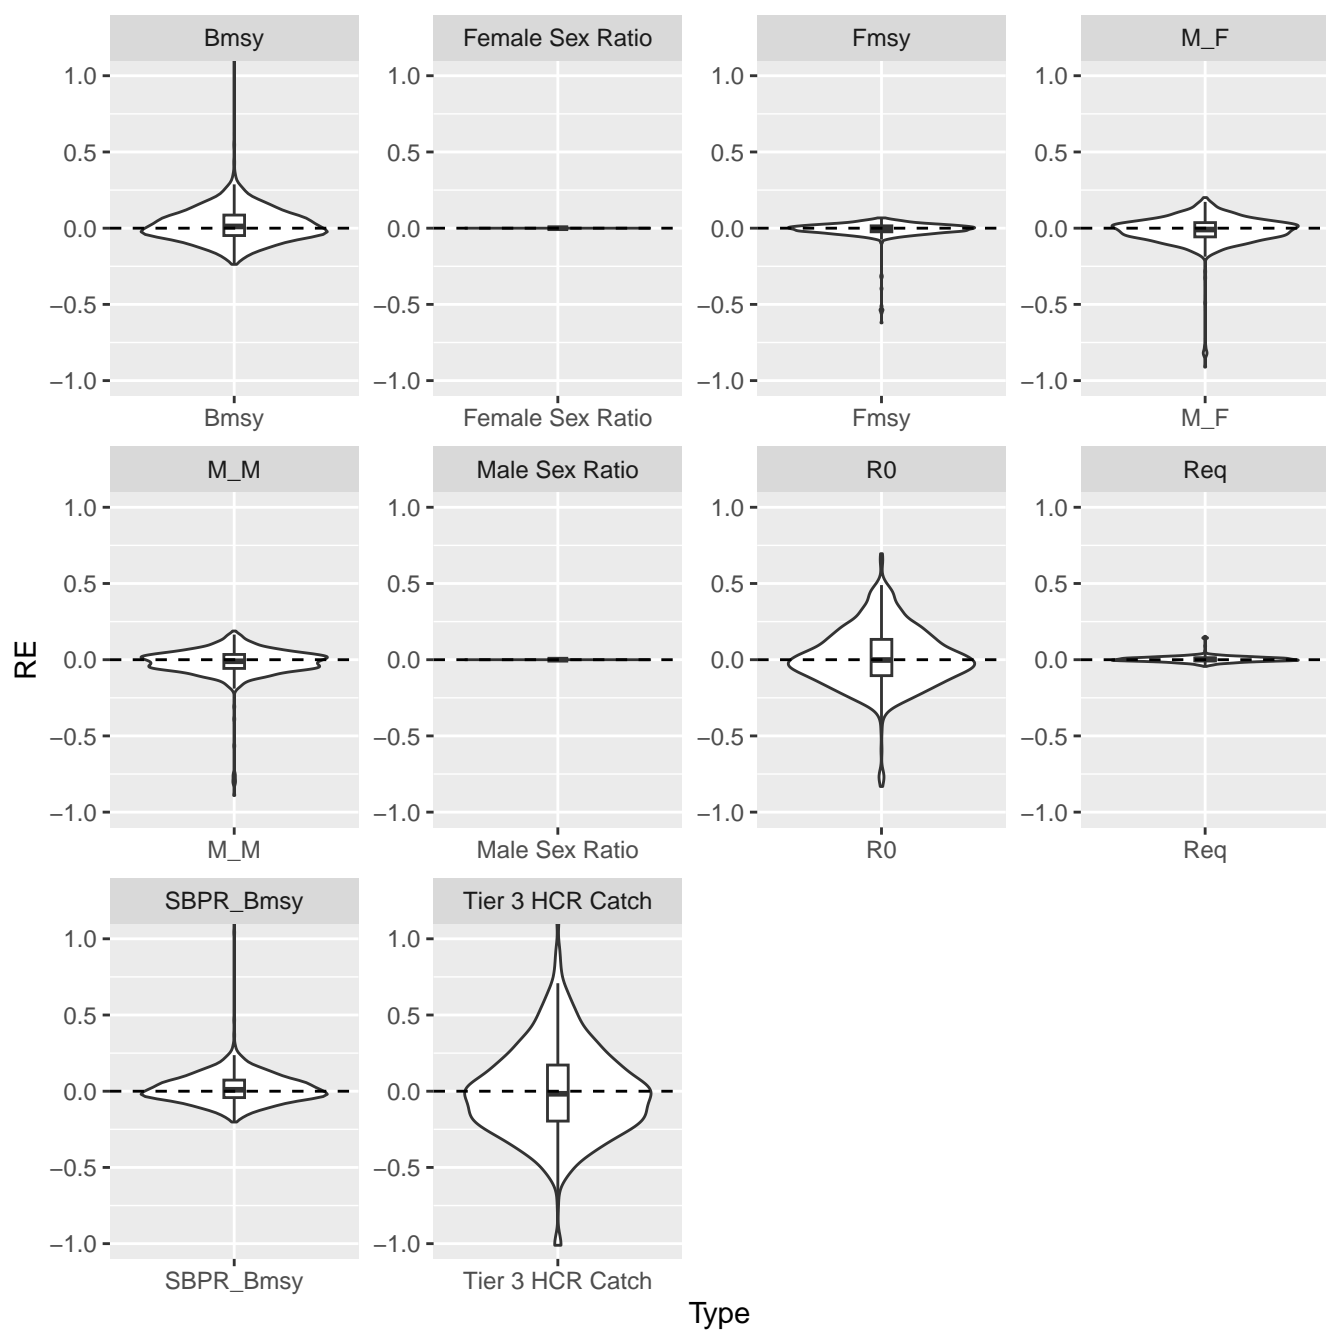 Bmsy Female Sex Ratio Fmsy M_F
1.0 1.0 1.0 1.0
0.5 0.5 0.5 0.5
0.0 0.0 0.0 0.0
−0.5 −0.5 −0.5 −0.5
−1.0 −1.0 −1.0 −1.0
Bmsy Female Sex Ratio Fmsy M_F
M_M Male Sex Ratio R0 Req
1.0 1.0 1.0 1.0
0.5 0.5 0.5 0.5
RE
0.0 0.0 0.0 0.0
−0.5 −0.5 −0.5 −0.5
−1.0 −1.0 −1.0 −1.0
M_M Male Sex Ratio R0 Req
SBPR_Bmsy Tier 3 HCR Catch
1.0 1.0
0.5 0.5
0.0 0.0
−0.5 −0.5
−1.0 −1.0
SBPR_Bmsy Tier 3 HCR Catch
Type